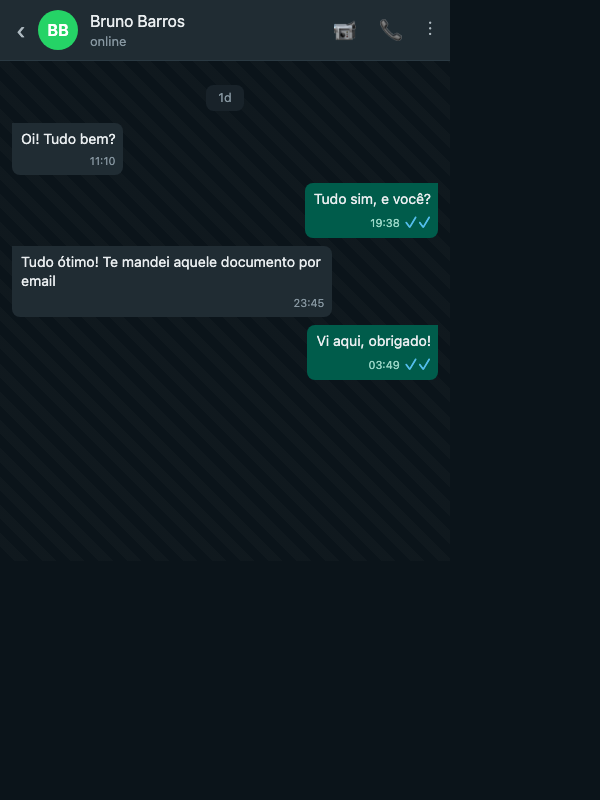 BB
Bruno Barros
online
1d
Oi! Tudo bem?
11:10
Tudo sim, e você?
19:38
Tudo ótimo! Te mandei aquele documento por
email
23:45
Vi aqui, obrigado!
03:49